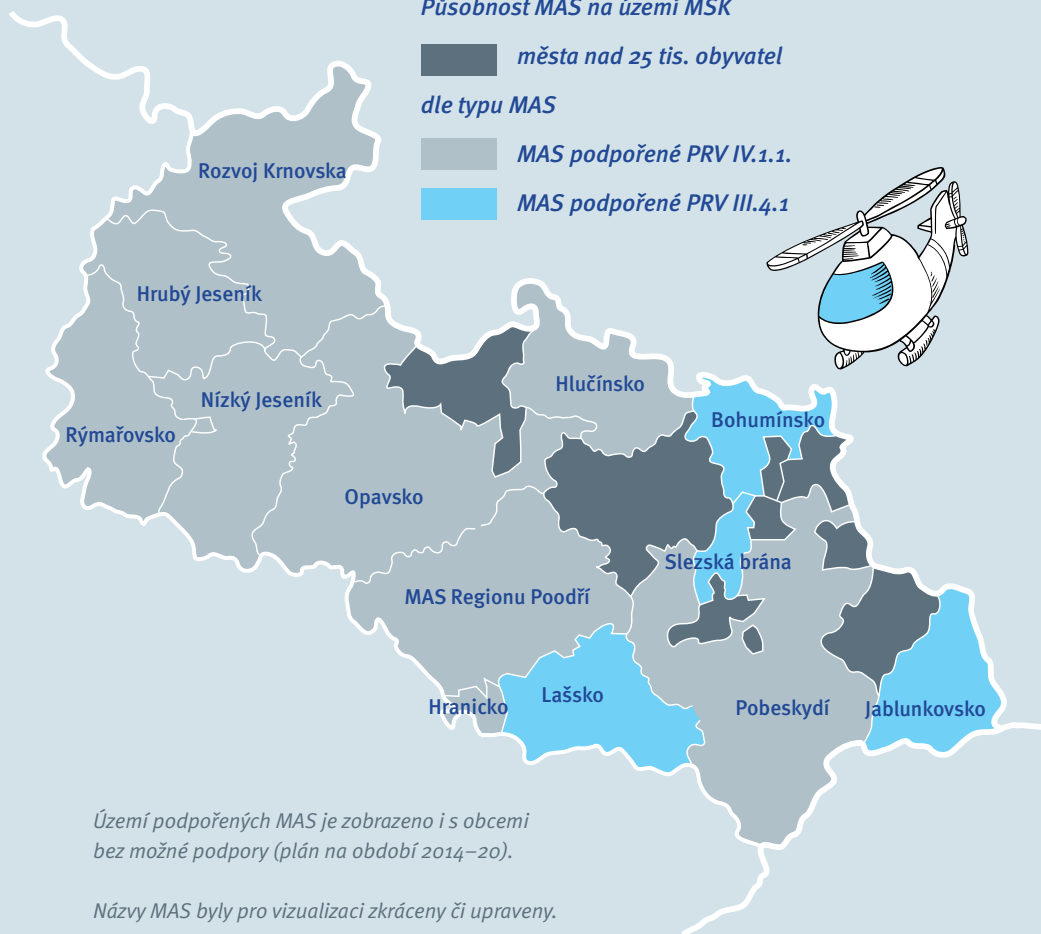 Působnost MAS na území MSK
města nad 25 tis. obyvatel
dle typu MAS
MAS podpořené PRV IV.1.1.
MAS podpořené PRV III.4.1
Rozvoj Krnovska
Hrubý Jeseník
Nízký Jeseník
Rýmařovsko
Opavsko
Hlučínsko
Bohumínsko
Slezská brána
MAS Regionu Poodří
Hranicko
Lašsko
Pobeskydí
Jablunkovsko
Území podpořených MAS je zobrazeno i s obcemi
bez možné podpory (plán na období 2014–20).
Názvy MAS byly pro vizualizaci zkráceny či upraveny.